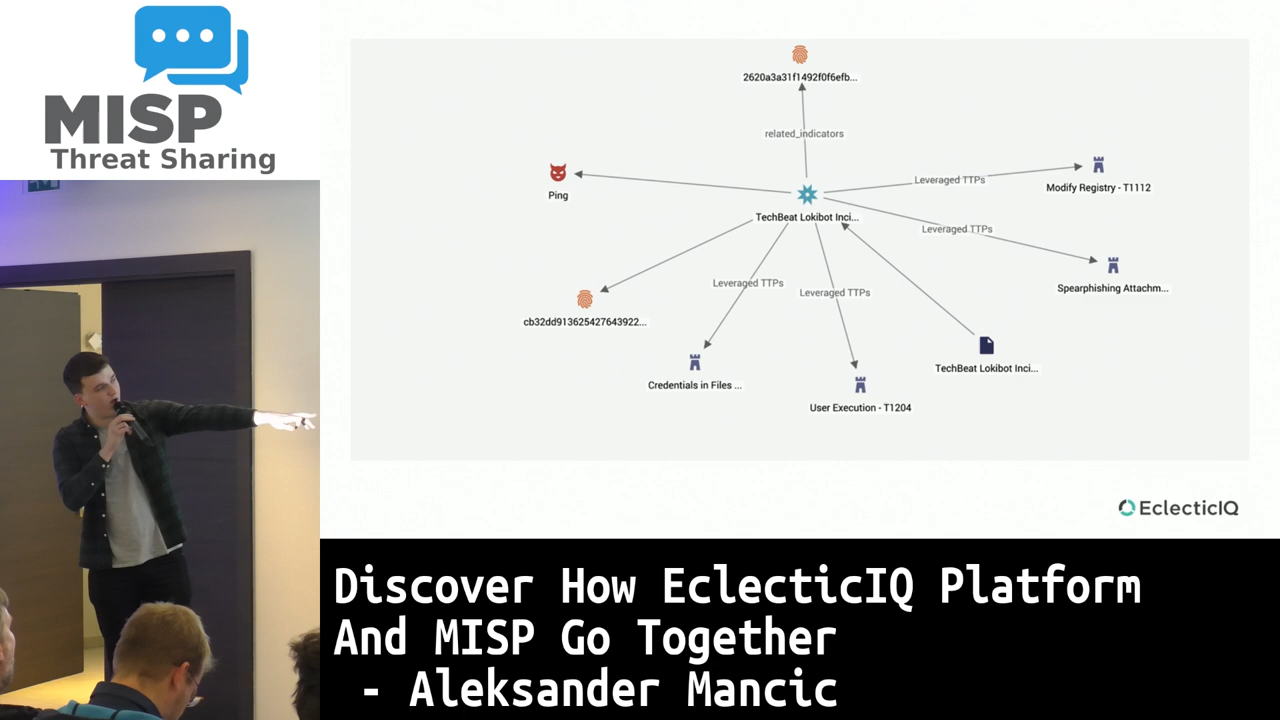 MISP
Threat Sharing
2620a3a31f1492f0f6efb...
related_indicators
Ping
Leveraged TTPs
Modify Registry - T1112
TechBeat Lokibot Inci...
Leveraged TTPs
Spearphishing Attachm...
Leveraged TTPs
Leveraged TTPs
cb32dd913625427643922...
TechBeat Lokibot Inci...
Credentials in Files ...
User Execution - T1204
EclecticIQ
Discover How EclecticIQ Platform
And MISP Go Together
- Aleksander Mancic